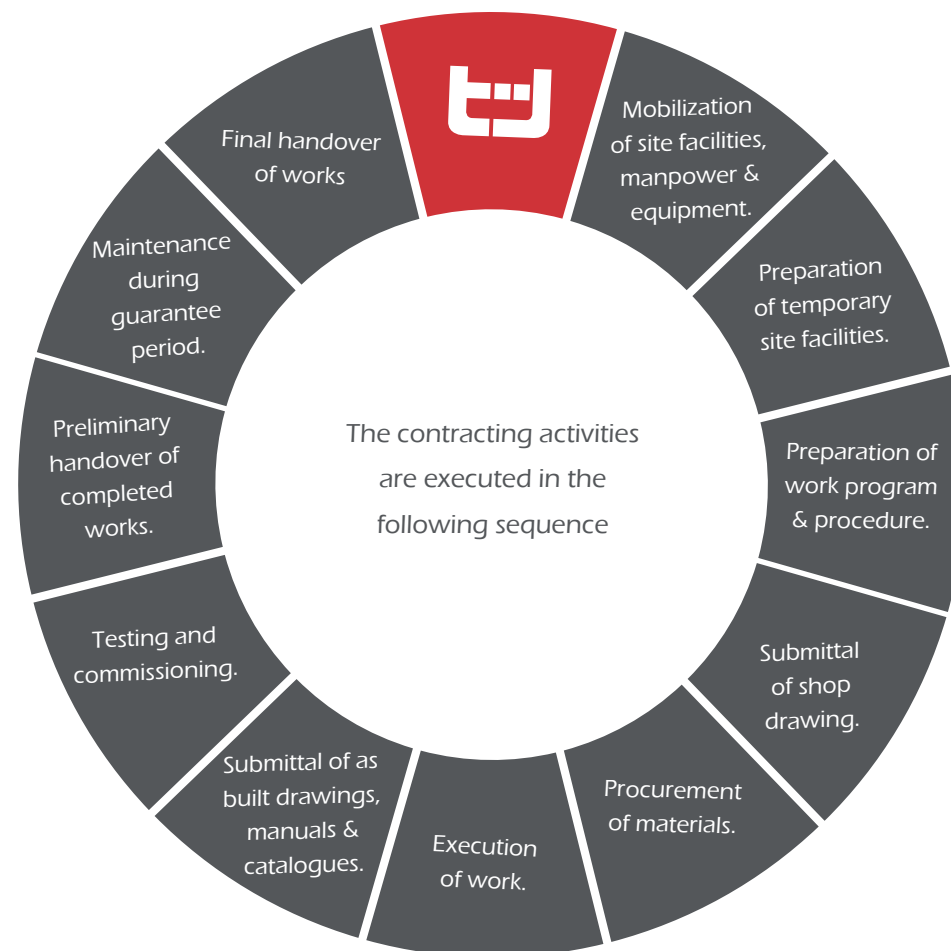 The contracting activities
are executed in the
following sequence
Mobilization
of site facilities,
manpower &
equipment.
Preparation
of temporary
site facilities.
Preparation of
work program
& procedure.
Submittal
of shop
drawing.
Procurement
of materials.
Execution
of work.
Submittal of as
built drawings,
manuals &
catalogues.
Testing and
commissioning.
Preliminary
handover of
completed
works.
Maintenance
during
guarantee
period.
Final handover
of works